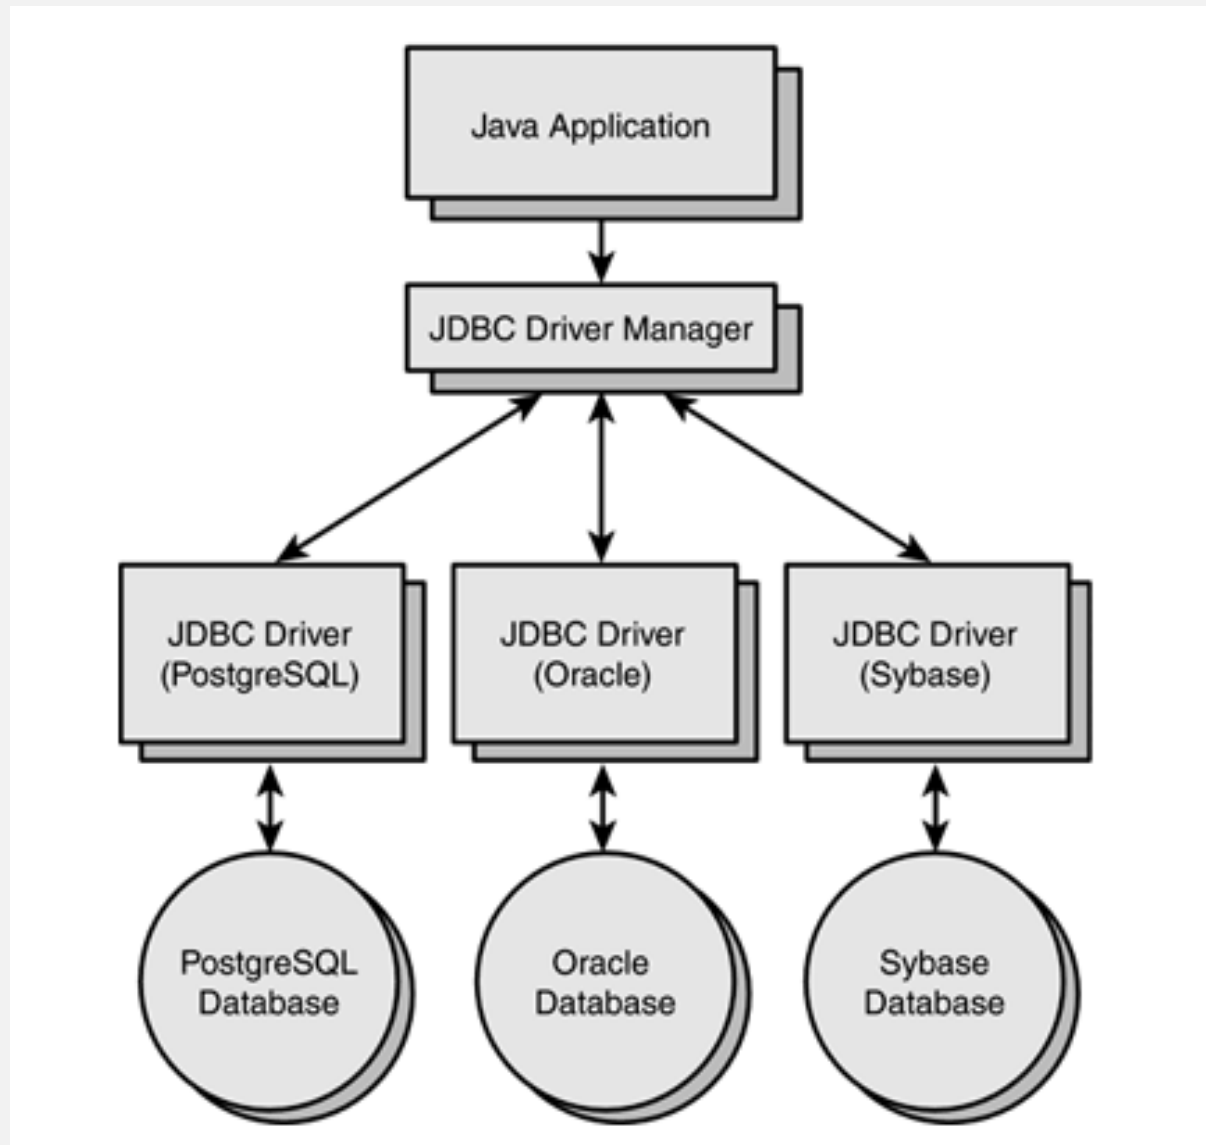 Java Application
JDBC Driver Manager
JDBC Driver
(PostgreSQL)
JDBC Driver
(Oracle)
JDBC Driver
(Sybase)
PostgreSQL
Database
Oracle
Database
Sybase
Database